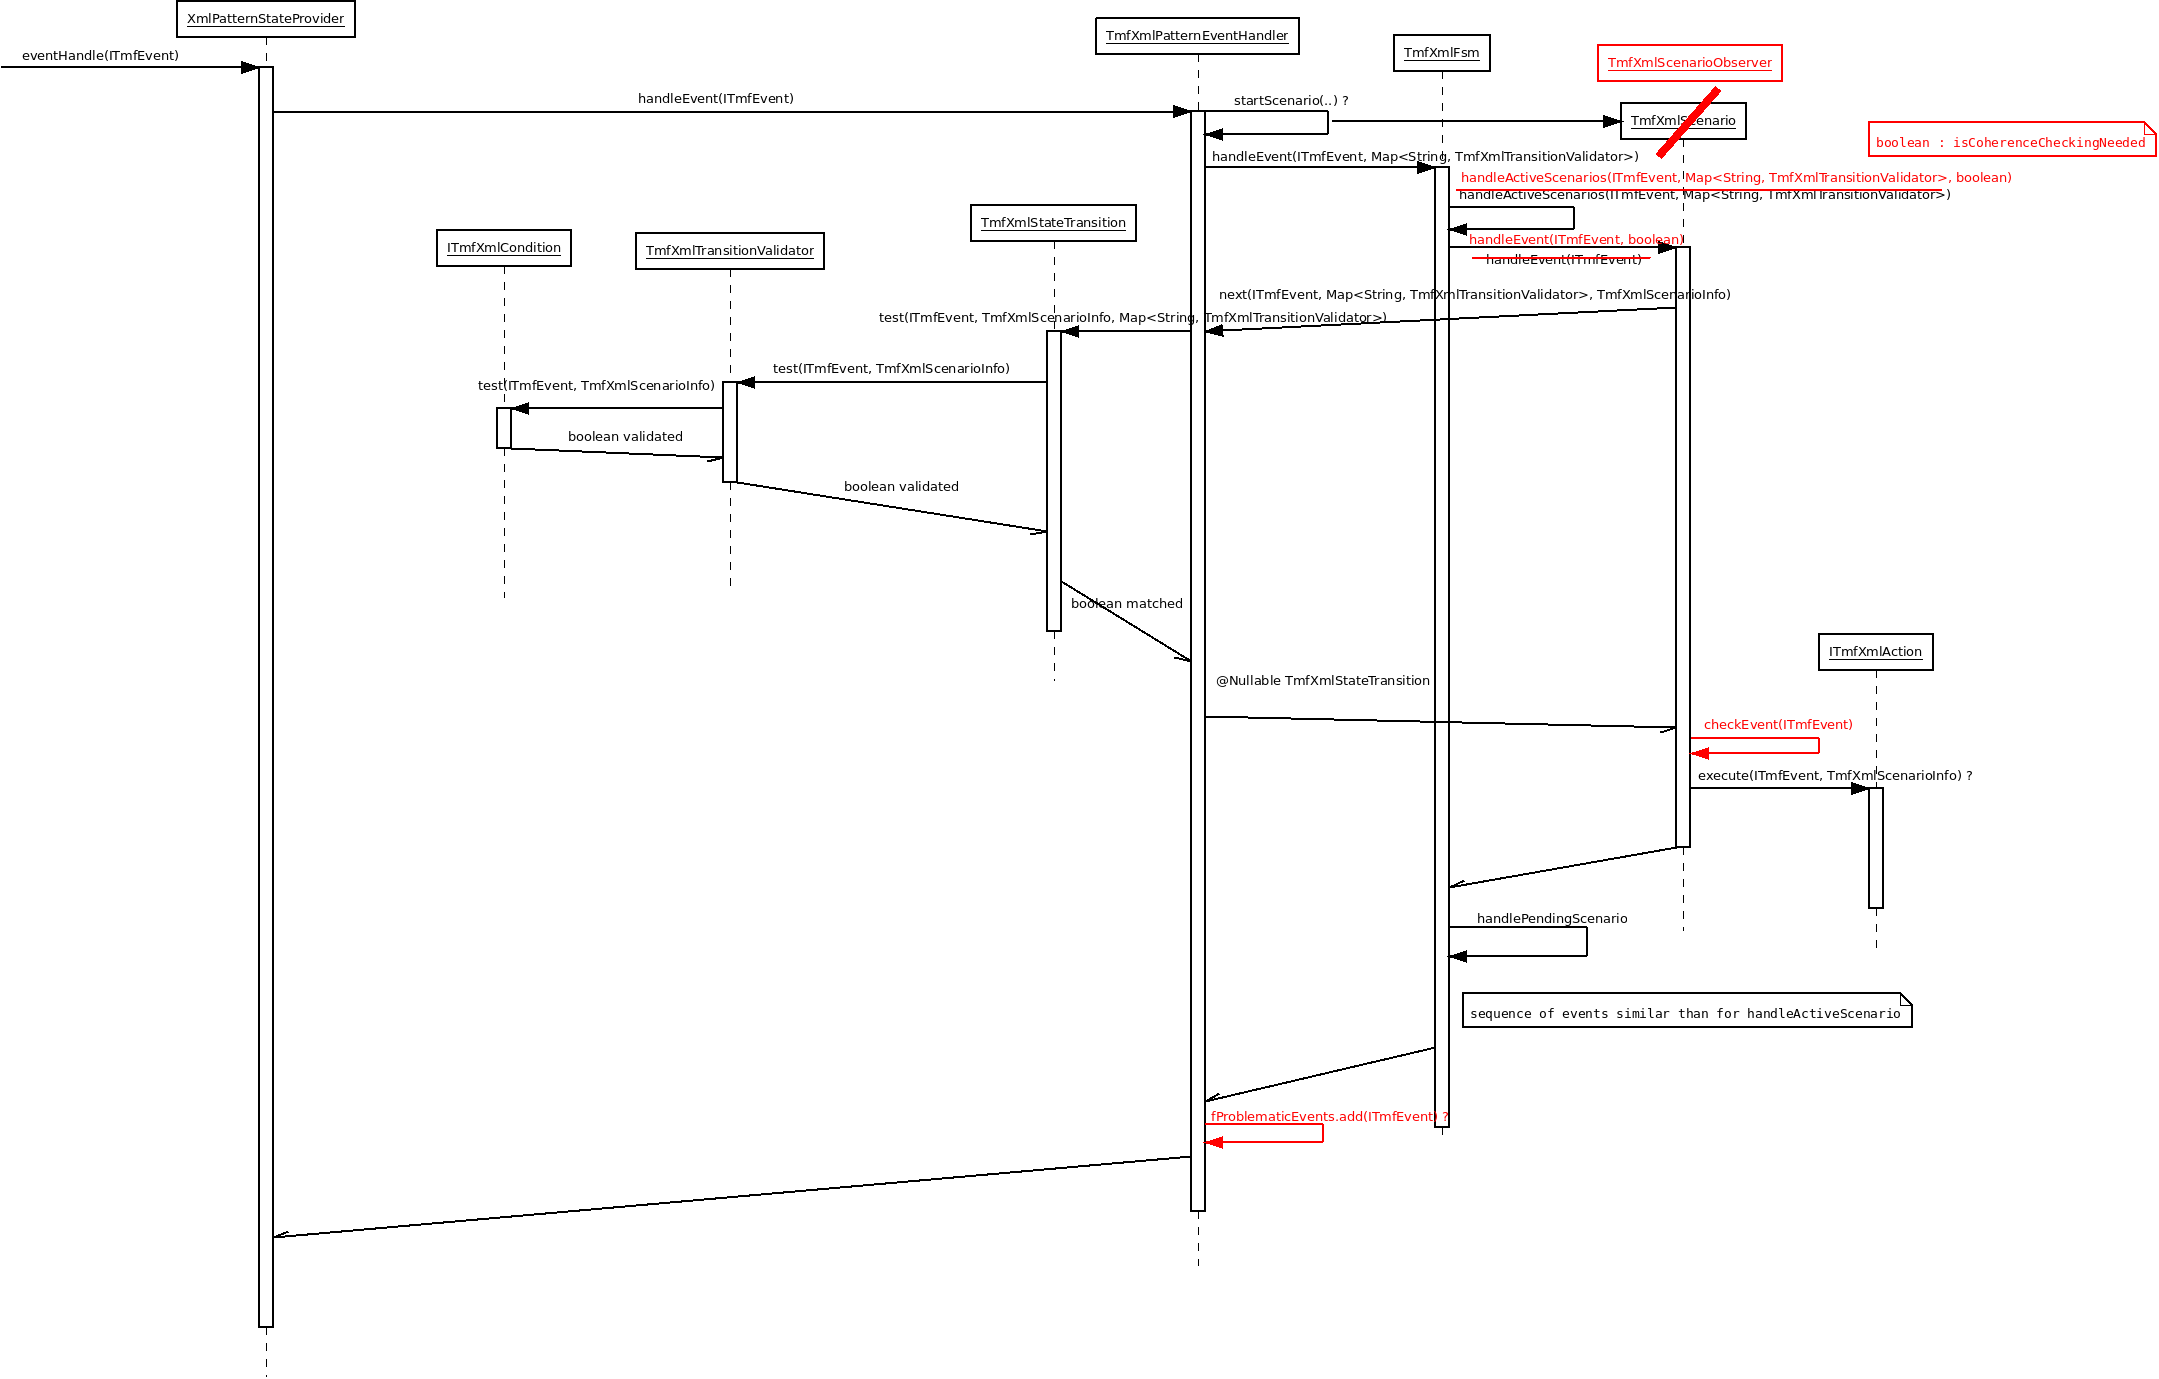 XmlPatternStateProvider
TmfXmlPatternEventHandler
TmfXmlFsm
TmfXmlScenarioObserver
eventHandle(ITmfEvent)
handleEvent(ITmfEvent)
startScenario(..) ?
TmfXmlScenario
boolean : isCoherenceCheckingNeeded
handleEvent(ITmfEvent, Map<String, TmfXmlTransitionValidator>)
handleActiveScenarios(ITmfEvent, Map<String, TmfXmlTransitionValidator>, boolean)
handleActiveScenarios(ITmfEvent, Map<String, TmfXmlTransitionValidator>)
TmfXmlStateTransition
ITmfXmlCondition
TmfXmlTransitionValidator
handleEvent(ITmfEvent, boolean)
handleEvent(ITmfEvent)
next(ITmfEvent, Map<String, TmfXmlTransitionValidator>, TmfXmlScenarioInfo)
test(ITmfEvent, TmfXmlScenarioInfo, Map<String, TmfXmlTransitionValidator>)
test(ITmfEvent, TmfXmlScenarioInfo)
test(ITmfEvent, TmfXmlScenarioInfo)
boolean validated
boolean validated
boolean matched
ITmfXmlAction
@Nullable TmfXmlStateTransition
checkEvent(ITmfEvent)
execute(ITmfEvent, TmfXmlScenarioInfo) ?
handlePendingScenario
sequence of events similar than for handleActiveScenario
fProblematicEvents.add(ITmfEvent) ?